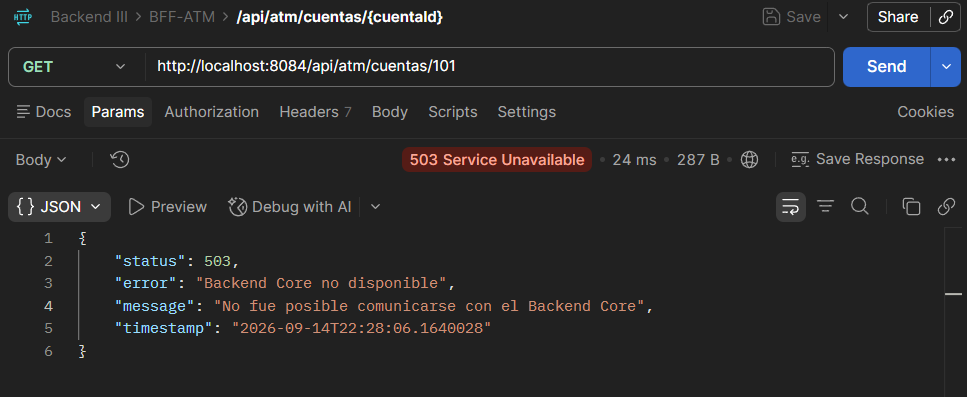 HTTP Backend III > BFF-ATM > /api/atm/cuentas/{cuentaId} Save Share
GET http://localhost:8084/api/atm/cuentas/101 Send
Docs Params Authorization Headers 7 Body Scripts Settings Cookies
Body 503 Service Unavailable • 24 ms • 287 B • e.g. Save Response
{} JSON Preview Debug with AI
1 {
2 "status": 503,
3 "error": "Backend Core no disponible",
4 "message": "No fue posible comunicarse con el Backend Core",
5 "timestamp": "2026-09-14T22:28:06.1640028"
6 }